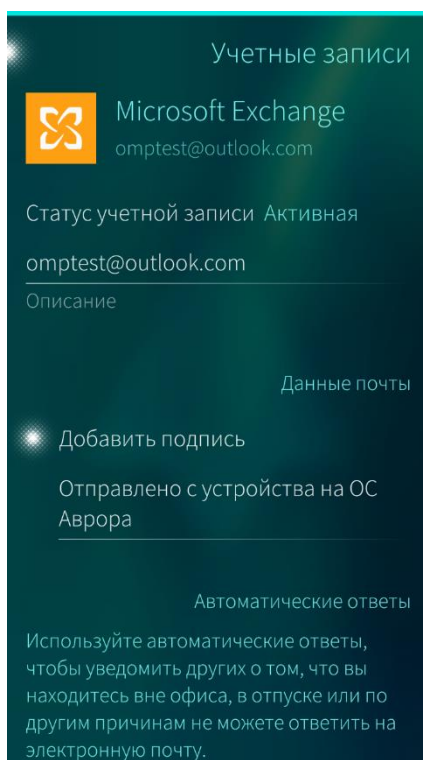 Учетные записи
Microsoft Exchange
omptest@outlook.com
Статус учетной записи Активная
omptest@outlook.com
Описание
Данные почты
Добавить подпись
Отправлено с устройства на ОС
Аврора
Автоматические ответы
Используйте автоматические ответы,
чтобы уведомить других о том, что вы
находитесь вне офиса, в отпуске или по
другим причинам не можете ответить на
электронную почту.